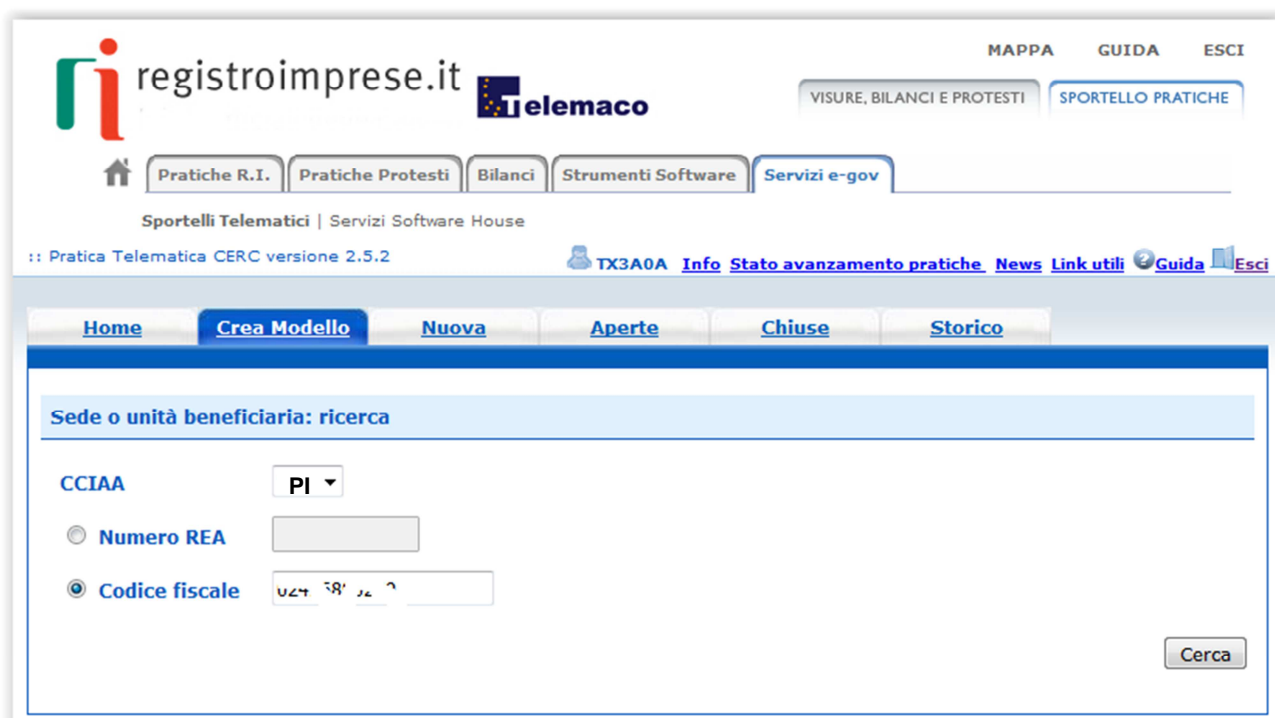 MAPPA GUIDA ESCI
registroimprese.it
Telemaco
VISURE, BILANCI E PROTESTI SPORTELLO PRATICHE
Pratiche R.I. Pratiche Protesti Bilanci Strumenti Software Servizi e-gov
Sportelli Telematici | Servizi Software House
:: Pratica Telematica CERC versione 2.5.2 TX3A0A Info Stato avanzamento pratiche News Link utili Guida Esci
Home Crea Modello Nuova Aperte Chiuse Storico
Sede o unità beneficiaria: ricerca
CCIAA PI
Numero REA
Codice fiscale
Cerca